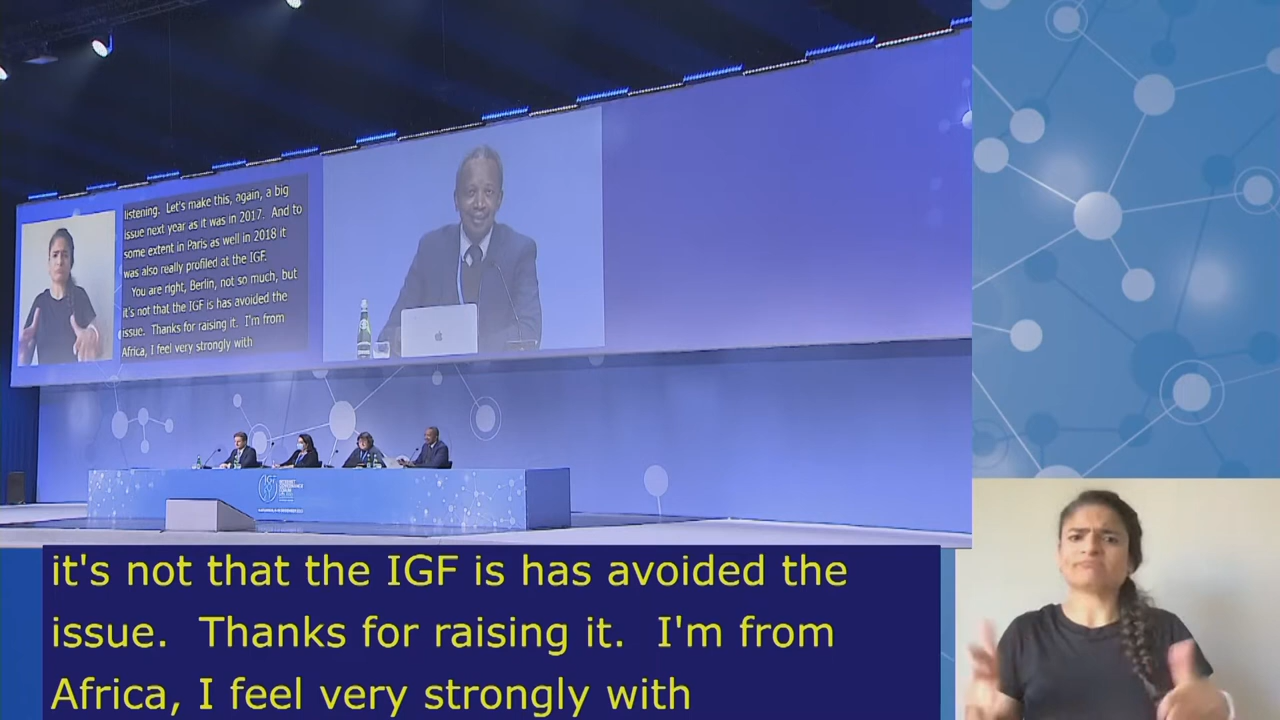 listening. Let's make this, again, a big
issue next year as it was in 2017. And to
some extent in Paris as well in 2018 it
was also really profiled at the IGF.
You are right, Berlin, not so much, but
it's not that the IGF is has avoided the
issue. Thanks for raising it. I'm from
Africa, I feel very strongly with
IGF
INTERNET
GOVERNANCE
FORUM
it's not that the IGF is has avoided the
issue. Thanks for raising it. I'm from
Africa, I feel very strongly with